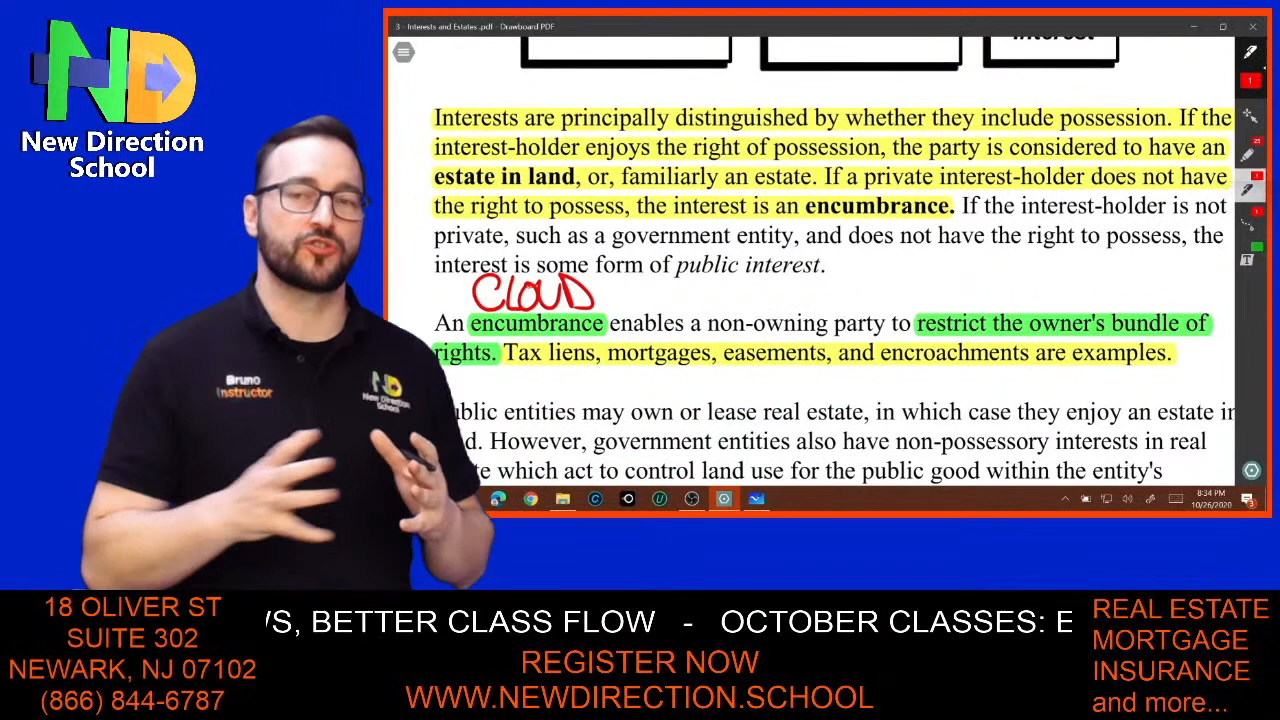 ND
New Direction
School
3 - Interests and Estates .pdf - Drawboard PDF
Interests are principally distinguished by whether they include possession. If the
interest-holder enjoys the right of possession, the party is considered to have an
estate in land, or, familiarly an estate. If a private interest-holder does not have
the right to possess, the interest is an encumbrance. If the interest-holder is not
private, such as a government entity, and does not have the right to possess, the
interest is some form of public interest.
CLOUD
An encumbrance enables a non-owning party to restrict the owner's bundle of
rights. Tax liens, mortgages, easements, and encroachments are examples.
ublic entities may own or lease real estate, in which case they enjoy an estate in
d. However, government entities also have non-possessory interests in real
te which act to control land use for the public good within the entity's
8:34 PM
10/26/2020
Bruno
Instructor
ND
New Direction
School
18 OLIVER ST
SUITE 302
NEWARK, NJ 07102
(866) 844-6787
WS, BETTER CLASS FLOW - OCTOBER CLASSES: E
REGISTER NOW
WWW.NEWDIRECTION.SCHOOL
REAL ESTATE
MORTGAGE
INSURANCE
and more...